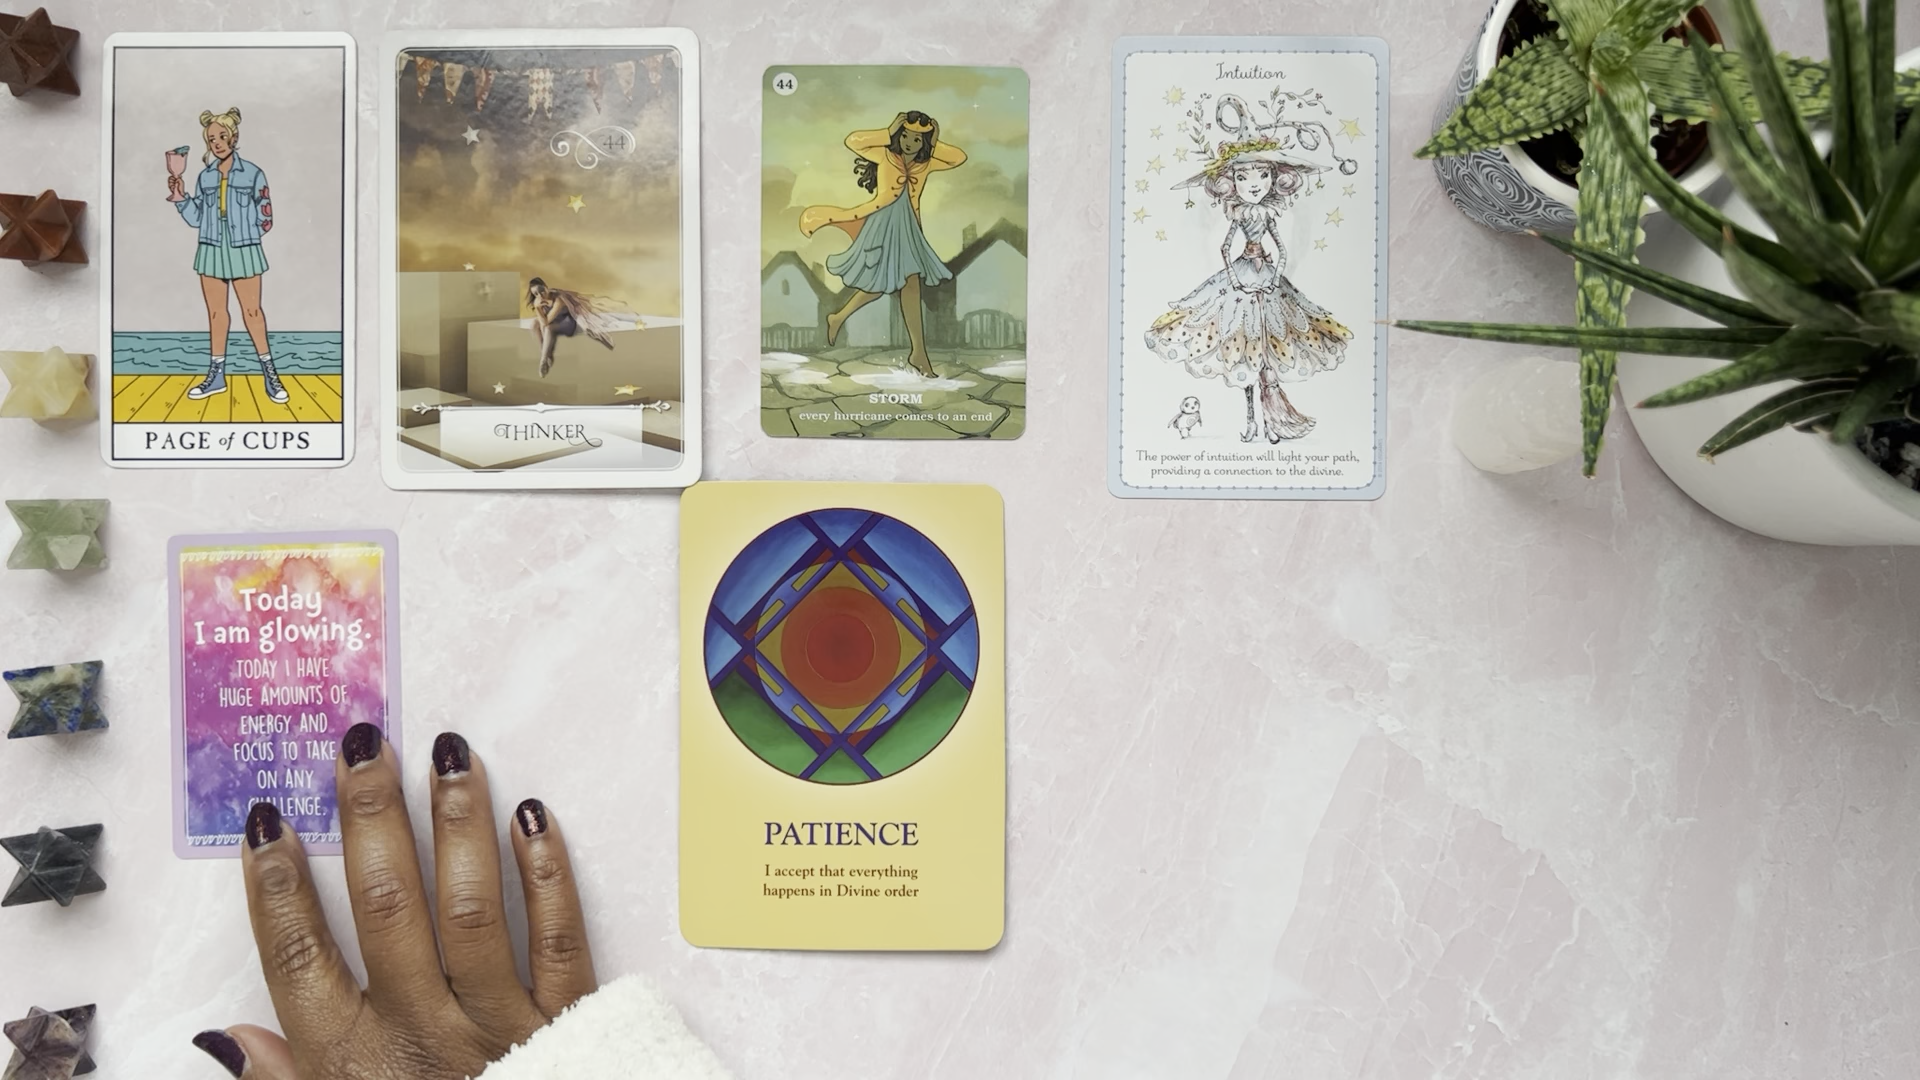 PAGE of CUPS
44
THINKER
44
STORM
every hurricane comes to an end
Intuition
The power of intuition will light your path,
providing a connection to the divine.
Today
I am glowing.
TODAY I HAVE
HUGE AMOUNTS OF
ENERGY AND
FOCUS TO TAKE
ON ANY
CHALLENGE.
PATIENCE
I accept that everything
happens in Divine order